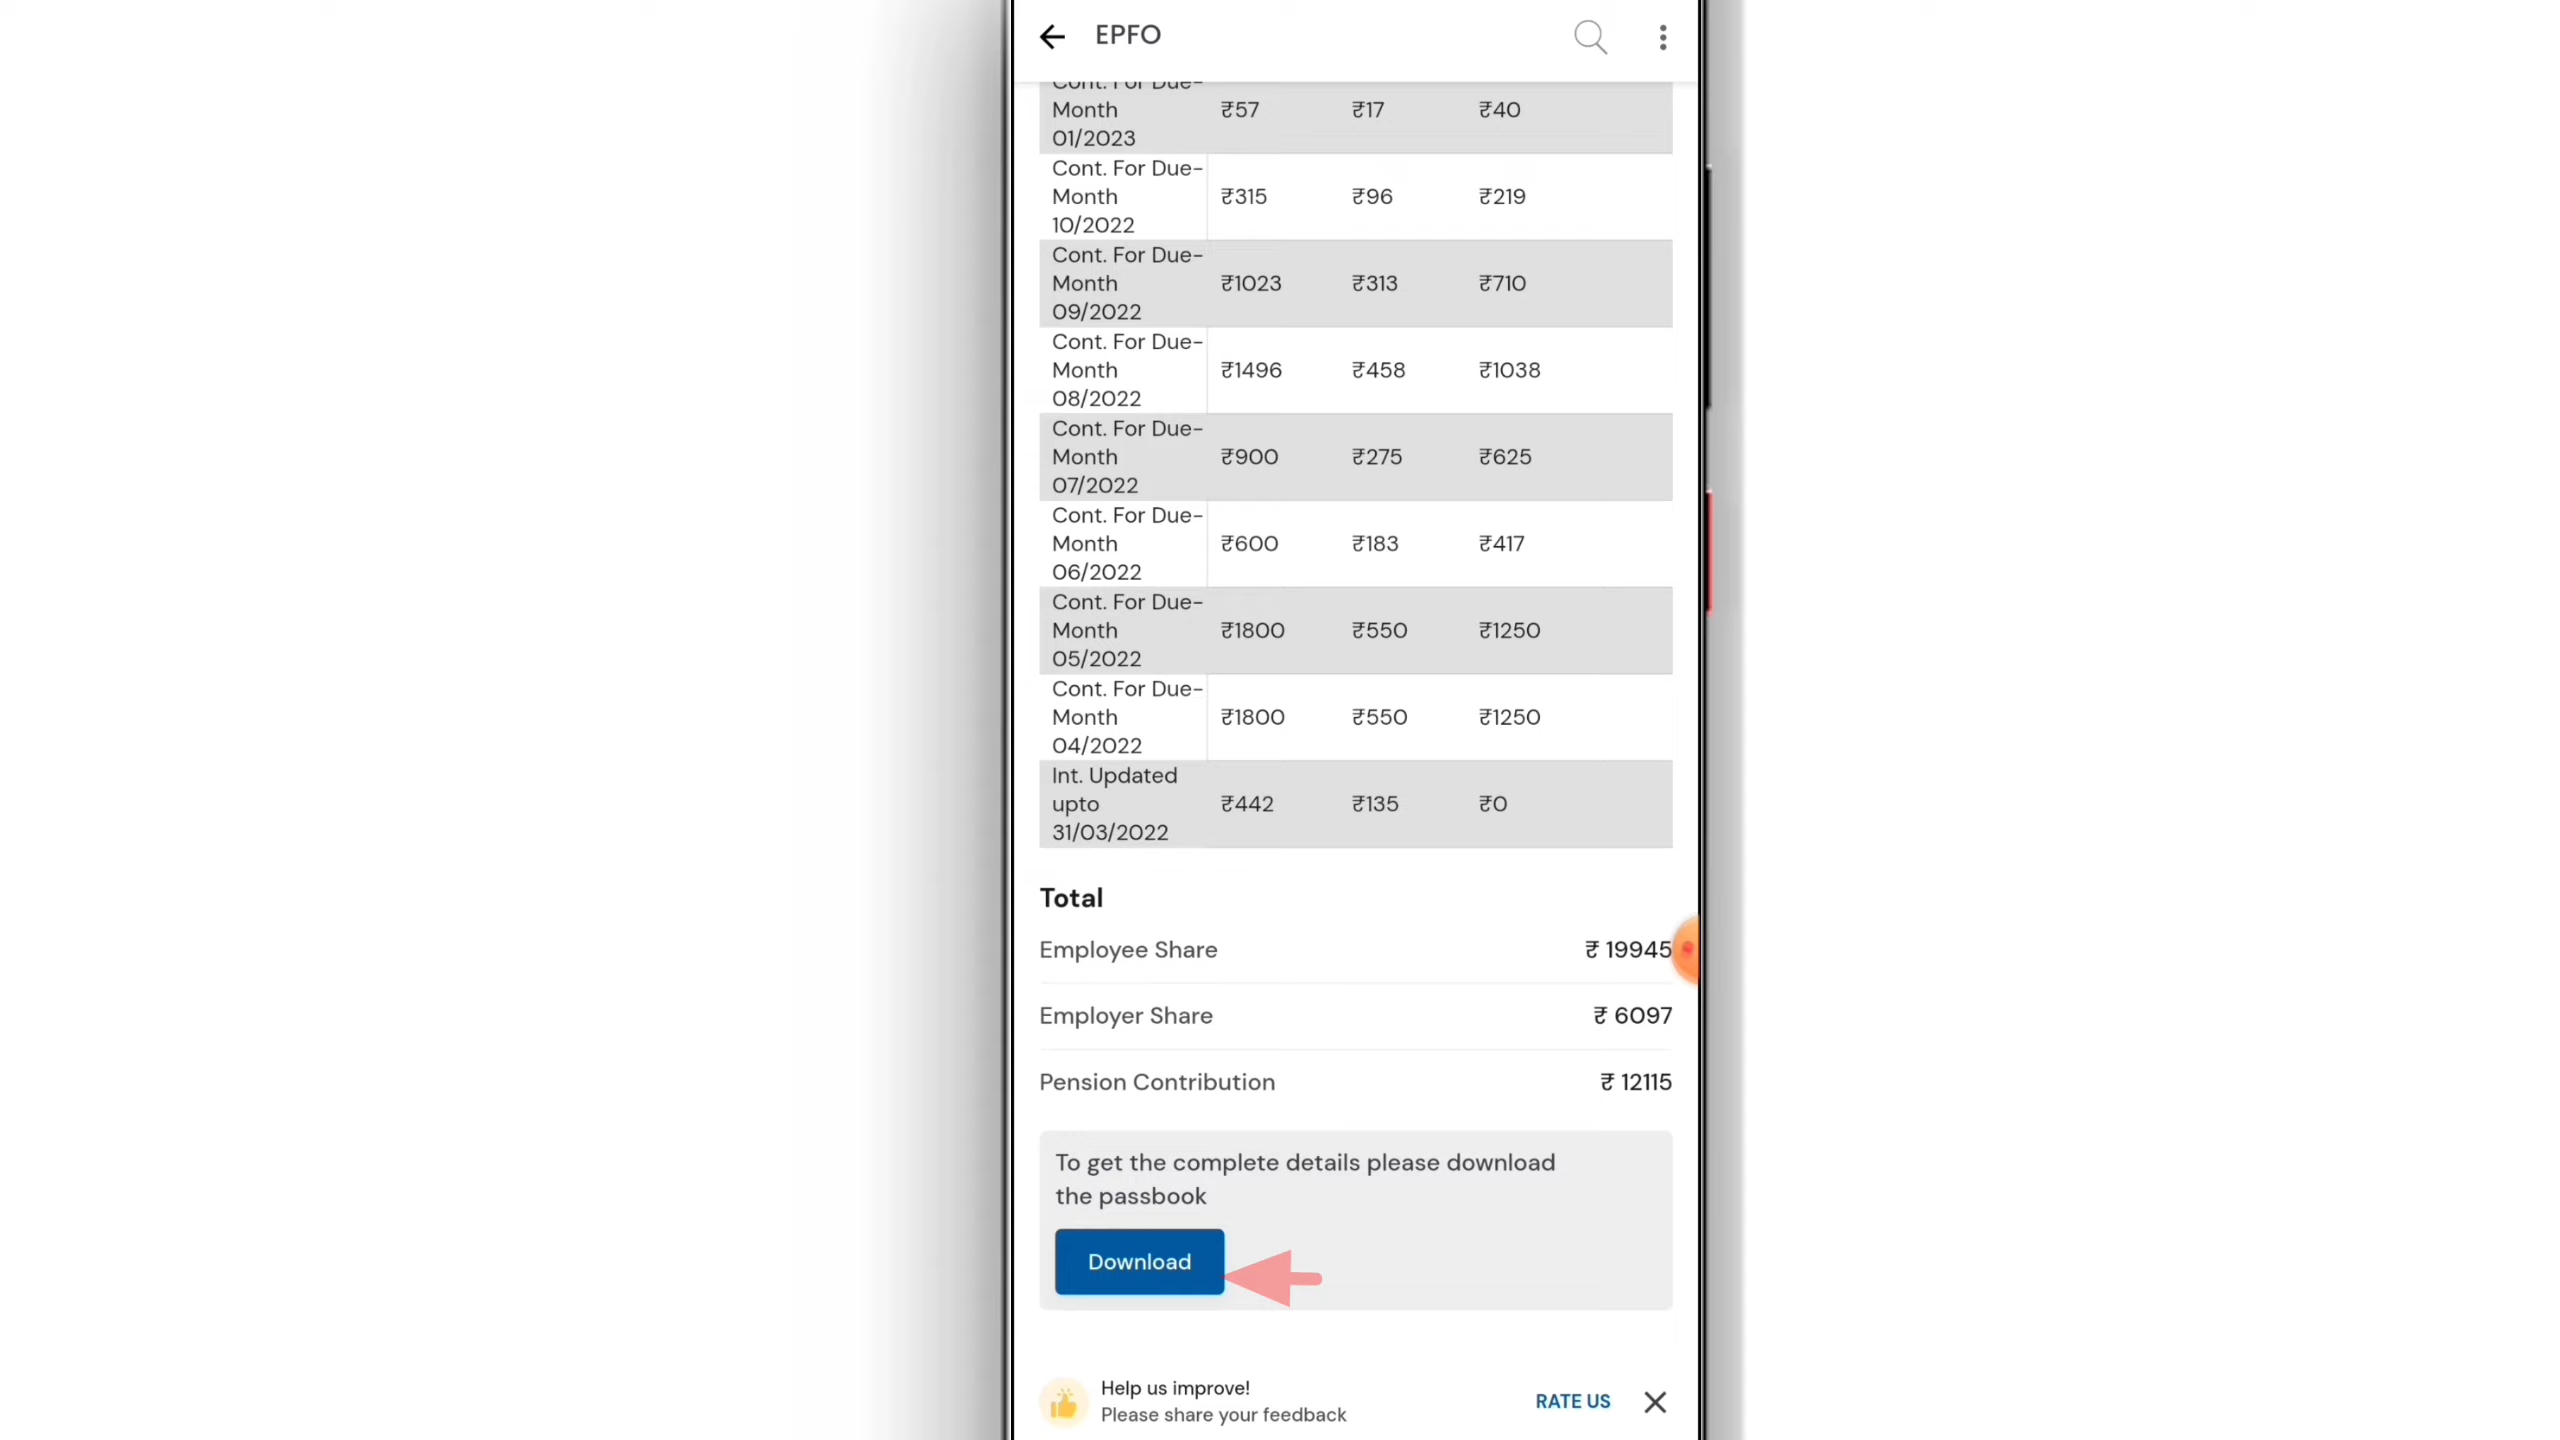 EPFO
Cont. For Due-
Month ₹57 ₹17 ₹40
01/2023
Cont. For Due-
Month ₹315 ₹96 ₹219
10/2022
Cont. For Due-
Month ₹1023 ₹313 ₹710
09/2022
Cont. For Due-
Month ₹1496 ₹458 ₹1038
08/2022
Cont. For Due-
Month ₹900 ₹275 ₹625
07/2022
Cont. For Due-
Month ₹600 ₹183 ₹417
06/2022
Cont. For Due-
Month ₹1800 ₹550 ₹1250
05/2022
Cont. For Due-
Month ₹1800 ₹550 ₹1250
04/2022
Int. Updated
upto ₹442 ₹135 ₹0
31/03/2022
Total
Employee Share ₹ 19945
Employer Share ₹ 6097
Pension Contribution ₹ 12115
To get the complete details please download
the passbook
Download
Help us improve!
Please share your feedback
RATE US